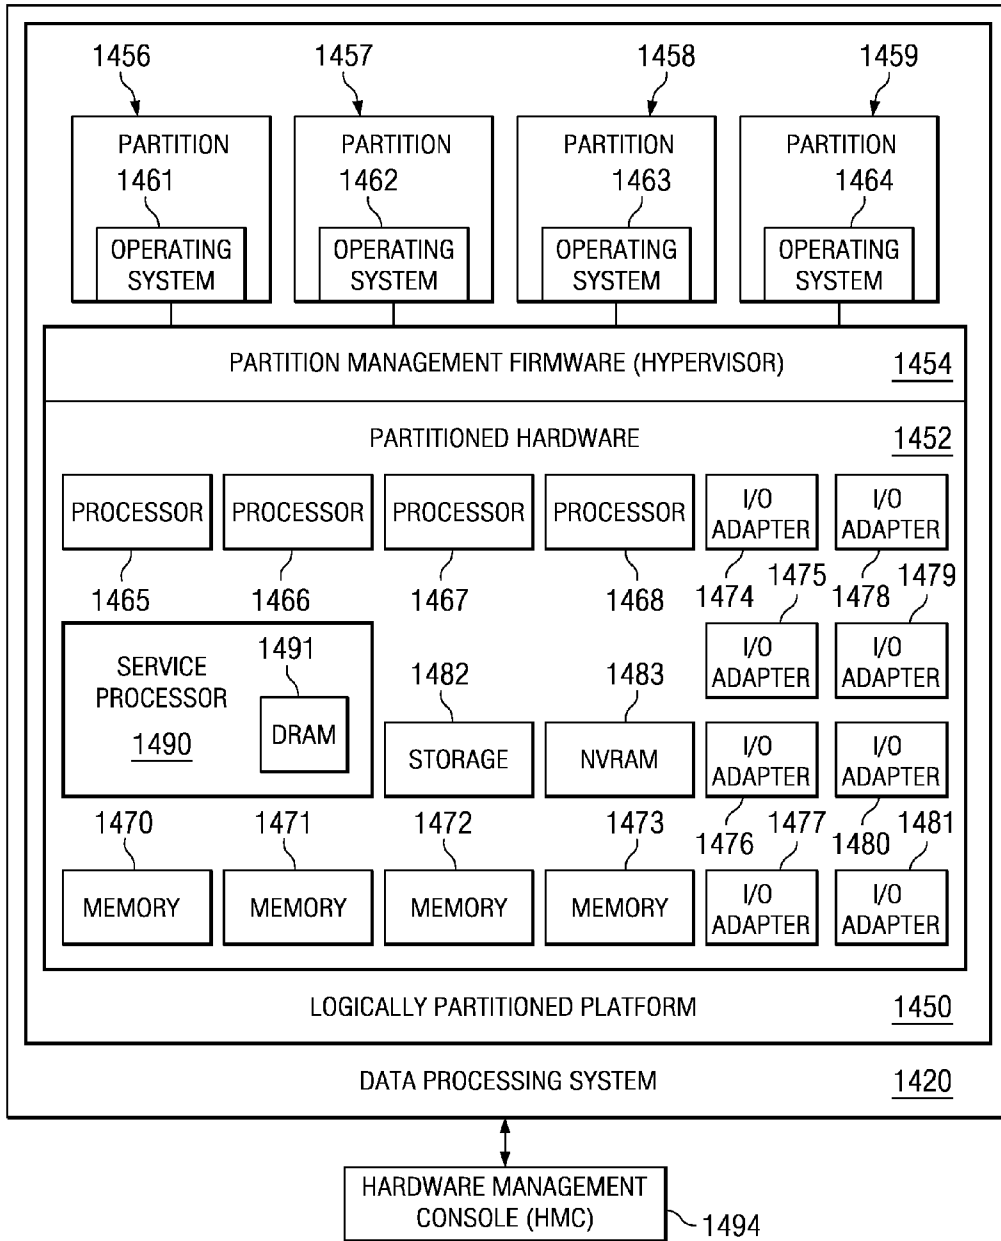 1456 1457 1458 1459
PARTITION PARTITION PARTITION PARTITION
1461 1462 1463 1464
OPERATING OPERATING OPERATING OPERATING
SYSTEM SYSTEM SYSTEM SYSTEM
PARTITION MANAGEMENT FIRMWARE (HYPERVISOR) 1454
PARTITIONED HARDWARE 1452
PROCESSOR PROCESSOR PROCESSOR PROCESSOR
I/O I/O
ADAPTER ADAPTER
1465 1466 1467 1468 1474 1475 1478 1479
SERVICE
PROCESSOR
1490
1491
DRAM
1482 1483
STORAGE NVRAM
I/O I/O
ADAPTER ADAPTER
I/O I/O
ADAPTER ADAPTER
1470 1471 1472 1473 1476 1477 1480 1481
MEMORY MEMORY MEMORY MEMORY
I/O I/O
ADAPTER ADAPTER
LOGICALLY PARTITIONED PLATFORM 1450
DATA PROCESSING SYSTEM 1420
HARDWARE MANAGEMENT
CONSOLE (HMC)
1494